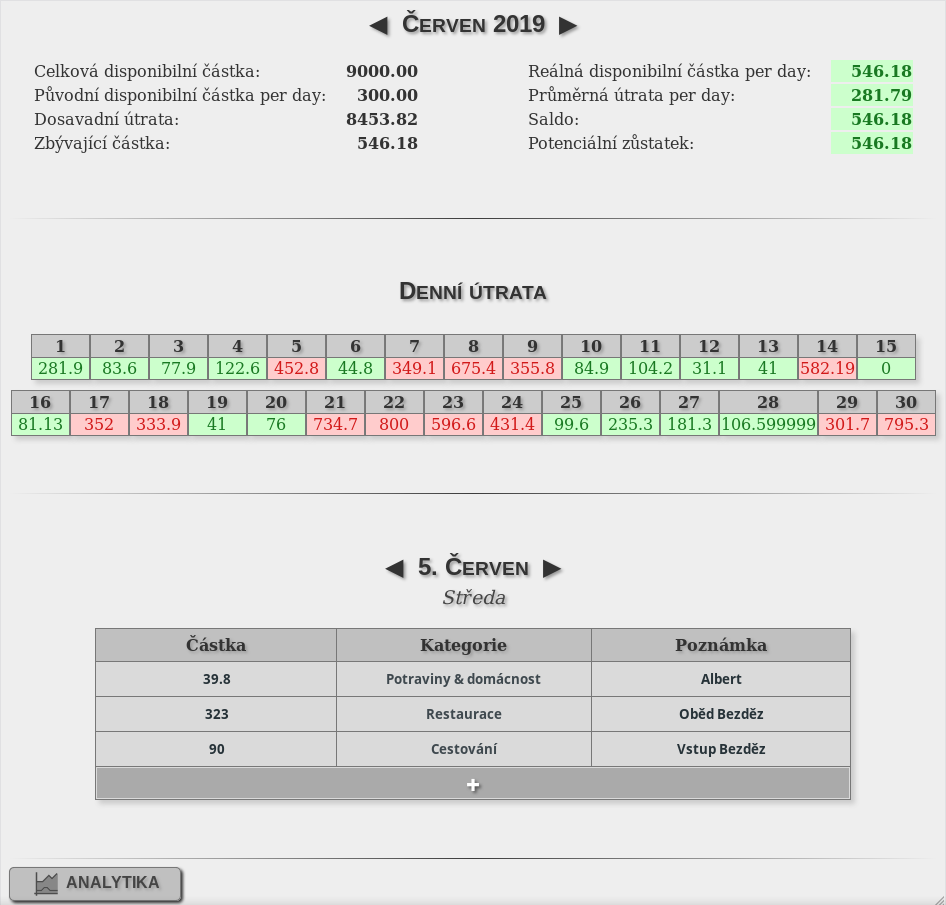 ◀ Červen 2019 ▶
Celková disponibilní částka: 9000.00 Reálná disponibilní částka per day: 546.18
Původní disponibilní částka per day: 300.00 Průměrná útrata per day: 281.79
Dosavadní útrata: 8453.82 Saldo: 546.18
Zbývající částka: 546.18 Potenciální zůstatek: 546.18
Denní útrata
1 2 3 4 5 6 7 8 9 10 11 12 13 14 15
281.9 83.6 77.9 122.6 452.8 44.8 349.1 675.4 355.8 84.9 104.2 31.1 41 582.19 0
16 17 18 19 20 21 22 23 24 25 26 27 28 29 30
81.13 352 333.9 41 76 734.7 800 596.6 431.4 99.6 235.3 181.3 106.599999 301.7 795.3
◀ 5. Červen ▶
Středa
Částka Kategorie Poznámka
39.8 Potraviny & domácnost Albert
323 Restaurace Oběd Bezděz
90 Cestování Vstup Bezděz
+
ANALYTIKA